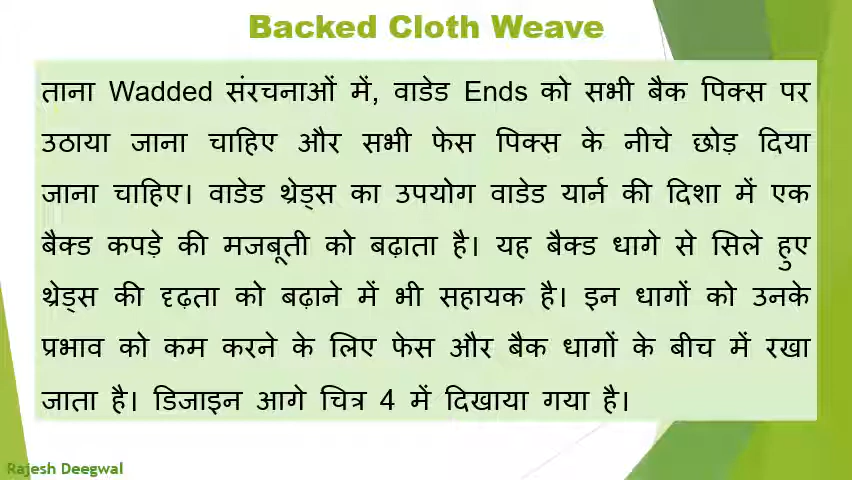 Backed Cloth Weave
ताना Wadded संरचनाओं में, वाडेड Ends को सभी बैक पिक्स पर
उठाया जाना चाहिए और सभी फेस पिक्स के नीचे छोड़ दिया
जाना चाहिए। वाडेड थ्रेड्स का उपयोग वाडेड यार्न की दिशा में एक
बैक्ड कपड़े की मजबूती को बढ़ाता है। यह बैक्ड धागे से सिले हुए
थ्रेड्स की दृढ़ता को बढ़ाने में भी सहायक है। इन धागों को उनके
प्रभाव को कम करने के लिए फेस और बैक धागों के बीच में रखा
जाता है। डिजाइन आगे चित्र 4 में दिखाया गया है।
Rajesh Deegwal